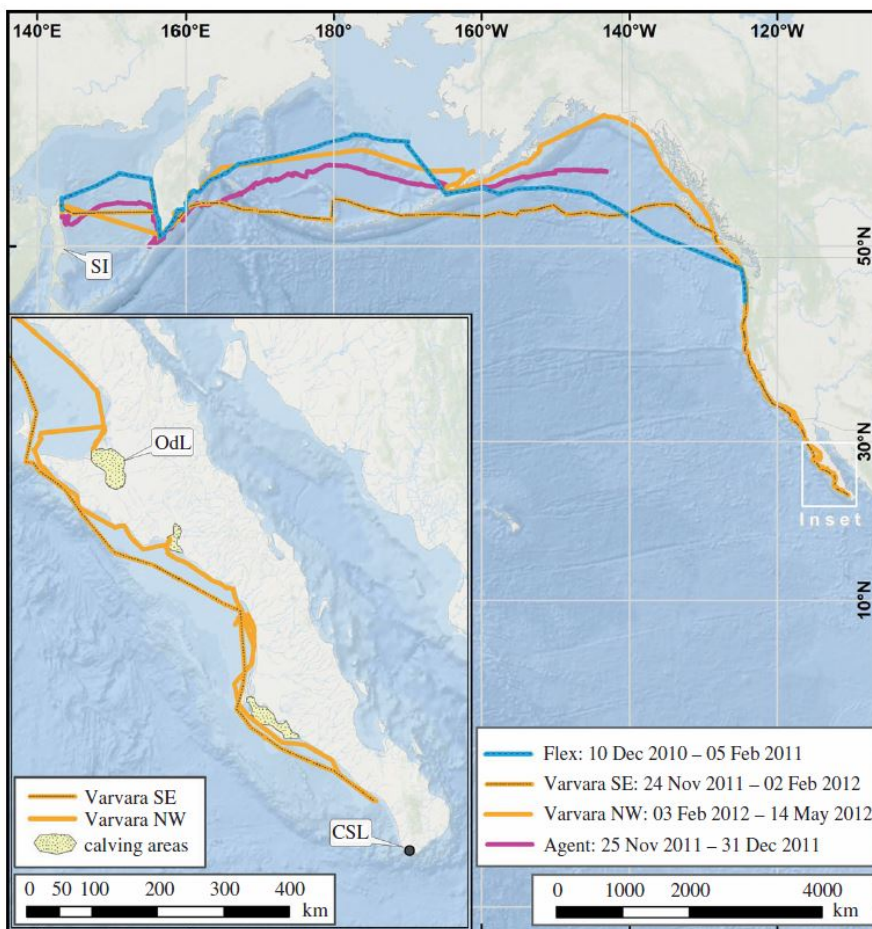 140°E 160°E 180° 160°W 140°W 120°W
SI
50°N
OdL
30°N
Inset
10°N
Flex: 10 Dec 2010 – 05 Feb 2011
Varvara SE: 24 Nov 2011 – 02 Feb 2012
Varvara NW: 03 Feb 2012 – 14 May 2012
Agent: 25 Nov 2011 – 31 Dec 2011
Varvara SE
Varvara NW
calving areas
CSL
0 50 100 200 300 400
km
0 1000 2000 4000
km